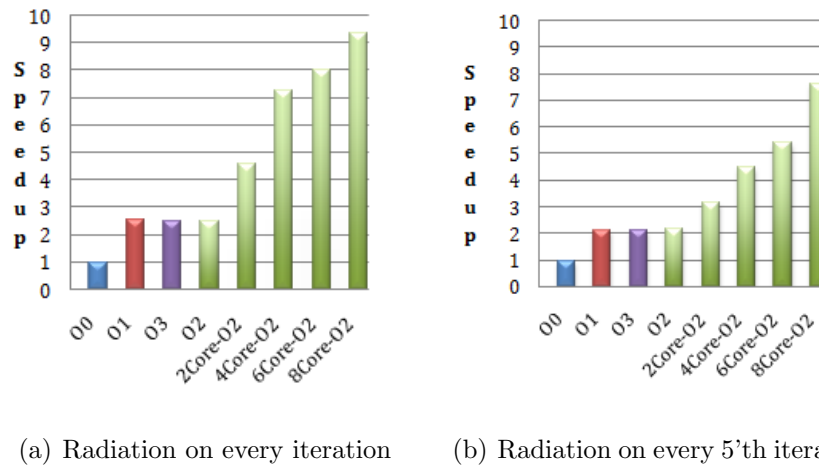 10
9
8
7
6
5
4
3
2
1
0
Speedup
O0
O1
O3
O2
2Core-O2
4Core-O2
6Core-O2
8Core-O2
(a) Radiation on every iteration
10
9
8
7
6
5
4
3
2
1
0
Speedup
O0
O1
O3
O2
2Core-O2
4Core-O2
6Core-O2
8Core-O2
(b) Radiation on every 5'th itera